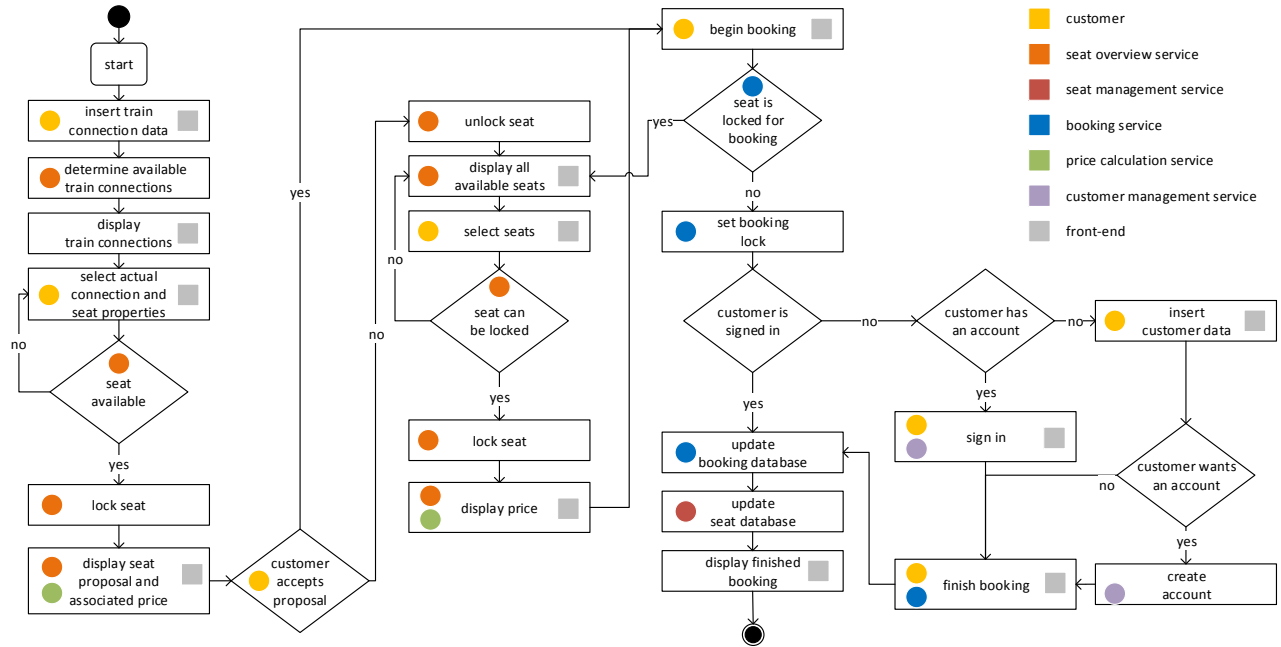 start
insert train
connection data
determine available
train connections
display
train connections
select actual
connection and
seat properties
no
seat
available
yes
lock seat
display seat
proposal and
associated price
customer
accepts
proposal
yes
no
unlock seat
display all
available seats
select seats
no
seat can
be locked
yes
lock seat
display price
begin booking
seat is
locked for
booking
yes
no
set booking
lock
customer is
signed in
no
yes
update
booking database
update
seat database
display finished
booking
customer has
an account
no
yes
sign in
insert
customer data
customer wants
an account
no
yes
create
account
finish booking
customer
seat overview service
seat management service
booking service
price calculation service
customer management service
front-end